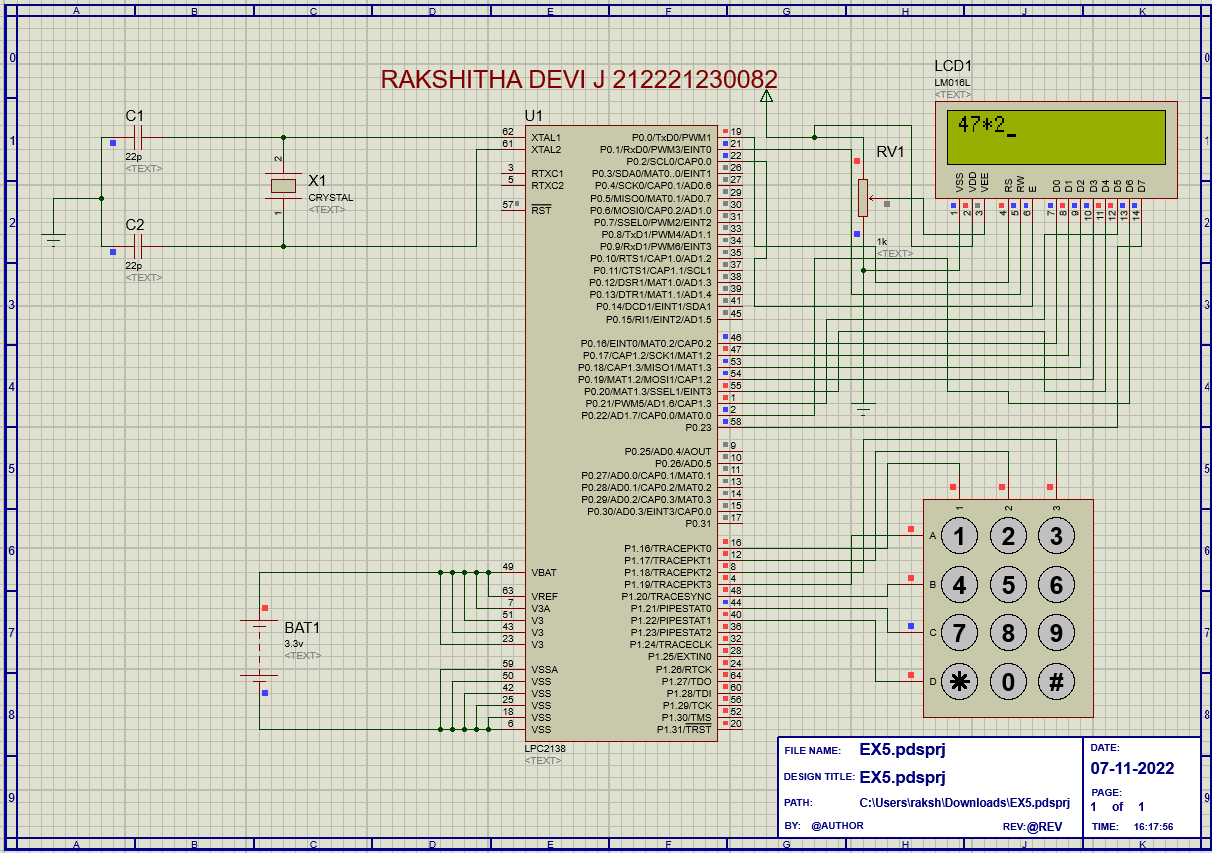 A B C D E F G H J K
0 0
RAKSHITHA DEVI J 212221230082
LCD1
LM016L
<TEXT>
47*2_
VSS VDD VEE RS RW E D0 D1 D2 D3 D4 D5 D6 D7
1 2 3 4 5 6 7 8 9 10 11 12 13 14
C1
22p
<TEXT>
C2
22p
<TEXT>
X1
CRYSTAL
<TEXT>
2
1
RV1
1k
<TEXT>
1 1
2 2
3 3
4 4
5 5
6 6
7 7
8 8
9 9
U1
62 XTAL1
61 XTAL2
3 RTXC1
5 RTXC2
57 RST
49 VBAT
63 VREF
7 V3A
51 V3
43 V3
23 V3
59 VSSA
50 VSS
42 VSS
25 VSS
18 VSS
6 VSS
P0.0/TxD0/PWM1 19
P0.1/RxD0/PWM3/EINT0 21
P0.2/SCL0/CAP0.0 22
P0.3/SDA0/MAT0..0/EINT1 26
P0.4/SCK0/CAP0.1/AD0.6 27
P0.5/MISO0/MAT0.1/AD0.7 29
P0.6/MOSI0/CAP0.2/AD1.0 30
P0.7/SSEL0/PWM2/EINT2 31
P0.8/TxD1/PWM4/AD1.1 33
P0.9/RxD1/PWM6/EINT3 34
P0.10/RTS1/CAP1.0/AD1.2 35
P0.11/CTS1/CAP1.1/SCL1 37
P0.12/DSR1/MAT1.0/AD1.3 38
P0.13/DTR1/MAT1.1/AD1.4 39
P0.14/DCD1/EINT1/SDA1 41
P0.15/RI1/EINT2/AD1.5 45
P0.16/EINT0/MAT0.2/CAP0.2 46
P0.17/CAP1.2/SCK1/MAT1.2 47
P0.18/CAP1.3/MISO1/MAT1.3 53
P0.19/MAT1.2/MOSI1/CAP1.2 54
P0.20/MAT1.3/SSEL1/EINT3 55
P0.21/PWM5/AD1.6/CAP1.3 1
P0.22/AD1.7/CAP0.0/MAT0.0 2
P0.23 58
P0.25/AD0.4/AOUT 9
P0.26/AD0.5 10
P0.27/AD0.0/CAP0.1/MAT0.1 11
P0.28/AD0.1/CAP0.2/MAT0.2 13
P0.29/AD0.2/CAP0.3/MAT0.3 14
P0.30/AD0.3/EINT3/CAP0.0 15
P0.31 17
P1.16/TRACEPKT0 16
P1.17/TRACEPKT1 12
P1.18/TRACEPKT2 8
P1.19/TRACEPKT3 4
P1.20/TRACESYNC 48
P1.21/PIPESTAT0 44
P1.22/PIPESTAT1 40
P1.23/PIPESTAT2 36
P1.24/TRACECLK 32
P1.25/EXTIN0 28
P1.26/RTCK 24
P1.27/TDO 64
P1.28/TDI 60
P1.29/TCK 56
P1.30/TMS 52
P1.31/TRST 20
LPC2138
<TEXT>
BAT1
3.3v
<TEXT>
1 2 3
A 1 2 3
B 4 5 6
C 7 8 9
D * 0 #
FILE NAME: EX5.pdsprj
DESIGN TITLE: EX5.pdsprj
PATH: C:\Users\raksh\Downloads\EX5.pdsprj
BY: @AUTHOR REV:@REV
DATE:
07-11-2022
PAGE:
1 of 1
TIME: 16:17:56
A B C D E F G H J K